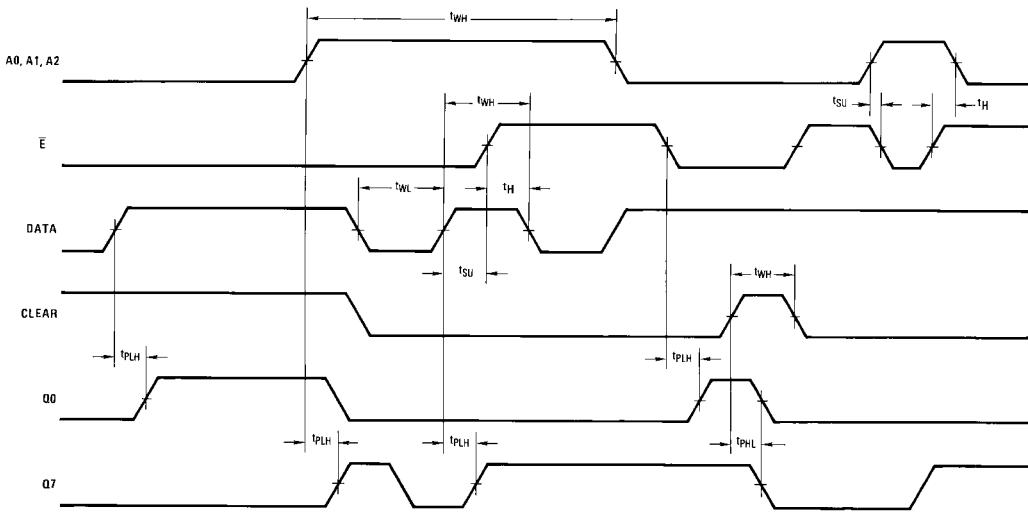 tWH
A0, A1, A2
tSU
tH
tWH
E̅
tWL
tH
DATA
tSU
tWH
CLEAR
tPLH
tPLH
Q0
tPLH
tPLH
tPHL
Q7